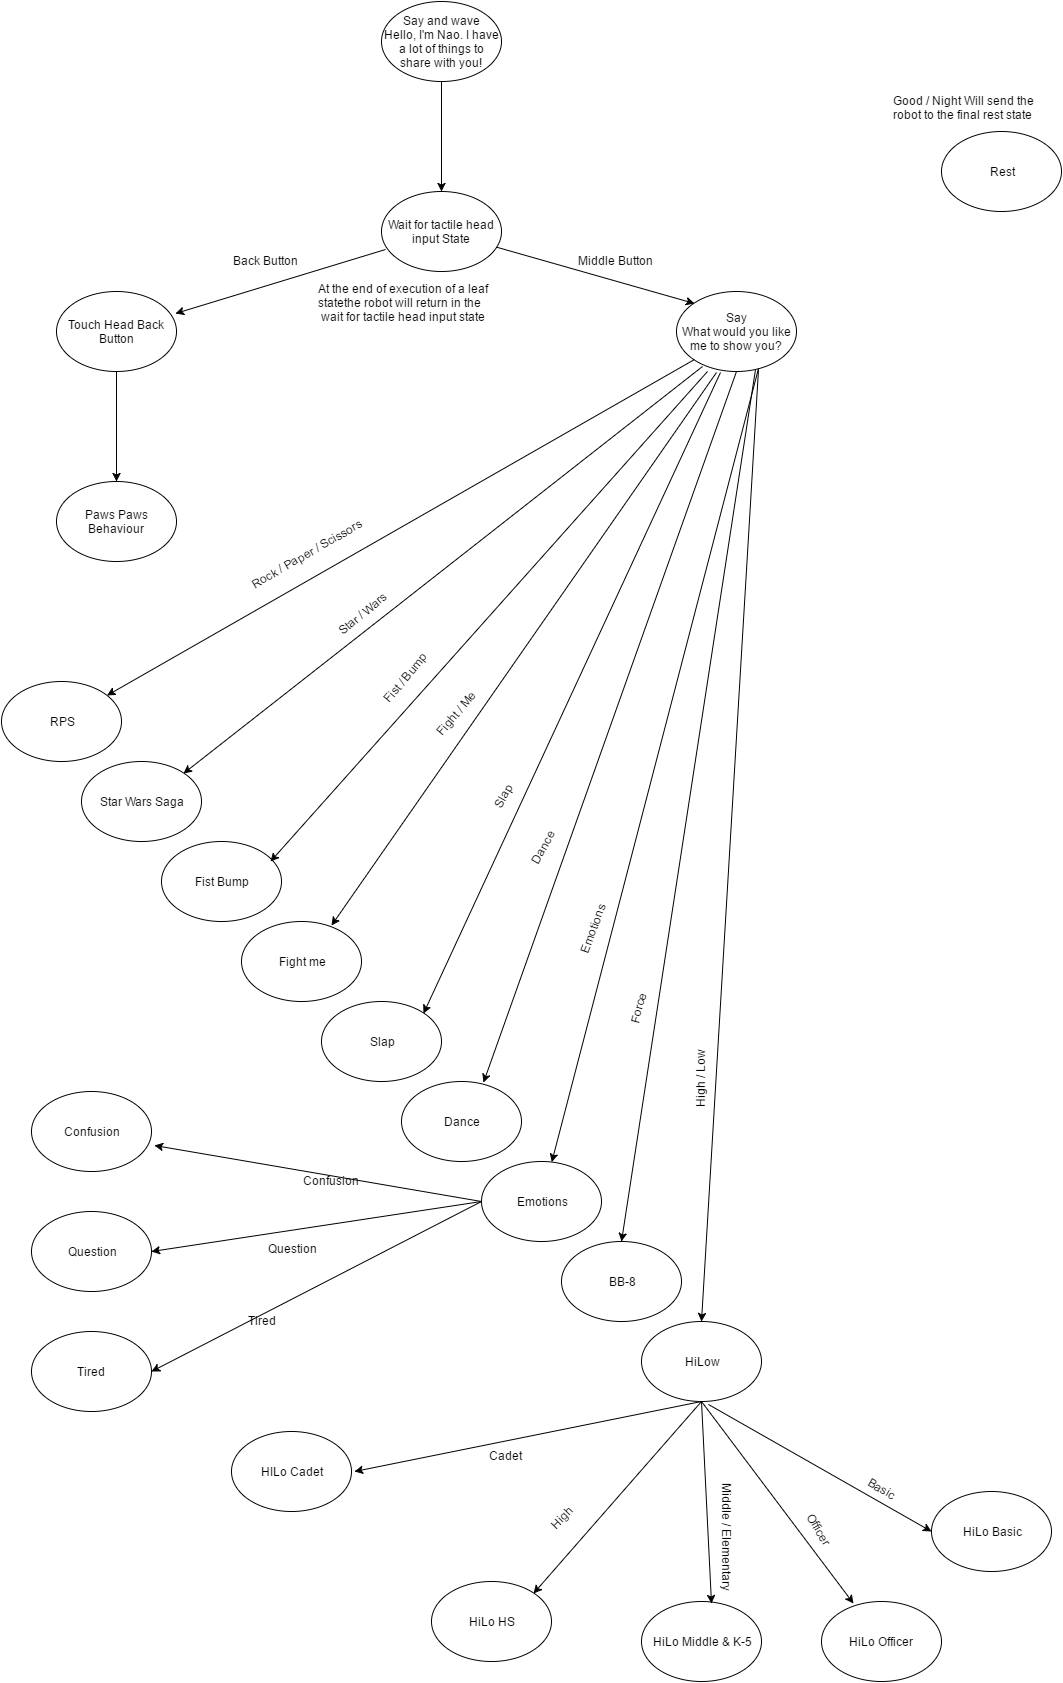 Say and wave
Hello, I'm Nao. I have
a lot of things to
share with you!
Good / Night Will send the
robot to the final rest state
Rest
Wait for tactile head
input State
Back Button
Middle Button
At the end of execution of a leaf
statethe robot will return in the
wait for tactile head input state
Touch Head Back
Button
Say
What would you like
me to show you?
Paws Paws
Behaviour
Rock / Paper / Scissors
Star / Wars
Fist / Bump
Fight / Me
Slap
Dance
Emotions
Force
High / Low
RPS
Star Wars Saga
Fist Bump
Fight me
Slap
Dance
Emotions
BB-8
HiLow
Confusion
Confusion
Question
Question
Tired
Tired
Cadet
High
Middle / Elementary
Officer
Basic
HILo Cadet
HiLo HS
HiLo Middle & K-5
HiLo Officer
HiLo Basic